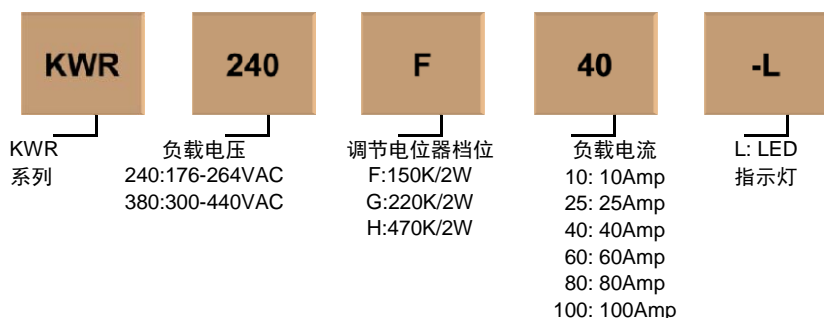 KWR 240 F 40 -L
KWR
系列
负载电压
240:176-264VAC
380:300-440VAC
调节电位器档位
F:150K/2W
G:220K/2W
H:470K/2W
负载电流
10: 10Amp
25: 25Amp
40: 40Amp
60: 60Amp
80: 80Amp
100: 100Amp
L: LED
指示灯